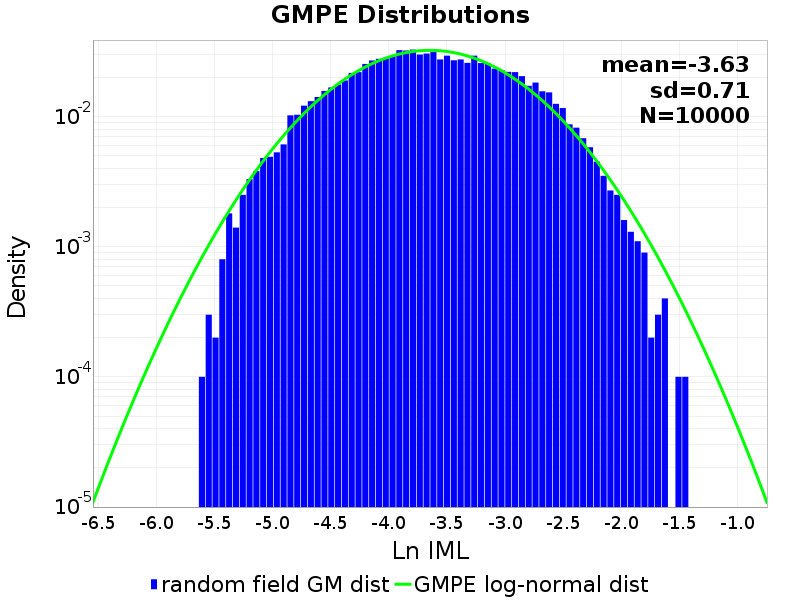 GMPE Distributions
mean=-3.63
sd=0.71
N=10000
10-2
10-3
10-4
10-5
Density
-6.5 -6.0 -5.5 -5.0 -4.5 -4.0 -3.5 -3.0 -2.5 -2.0 -1.5 -1.0
Ln IML
random field GM dist GMPE log-normal dist